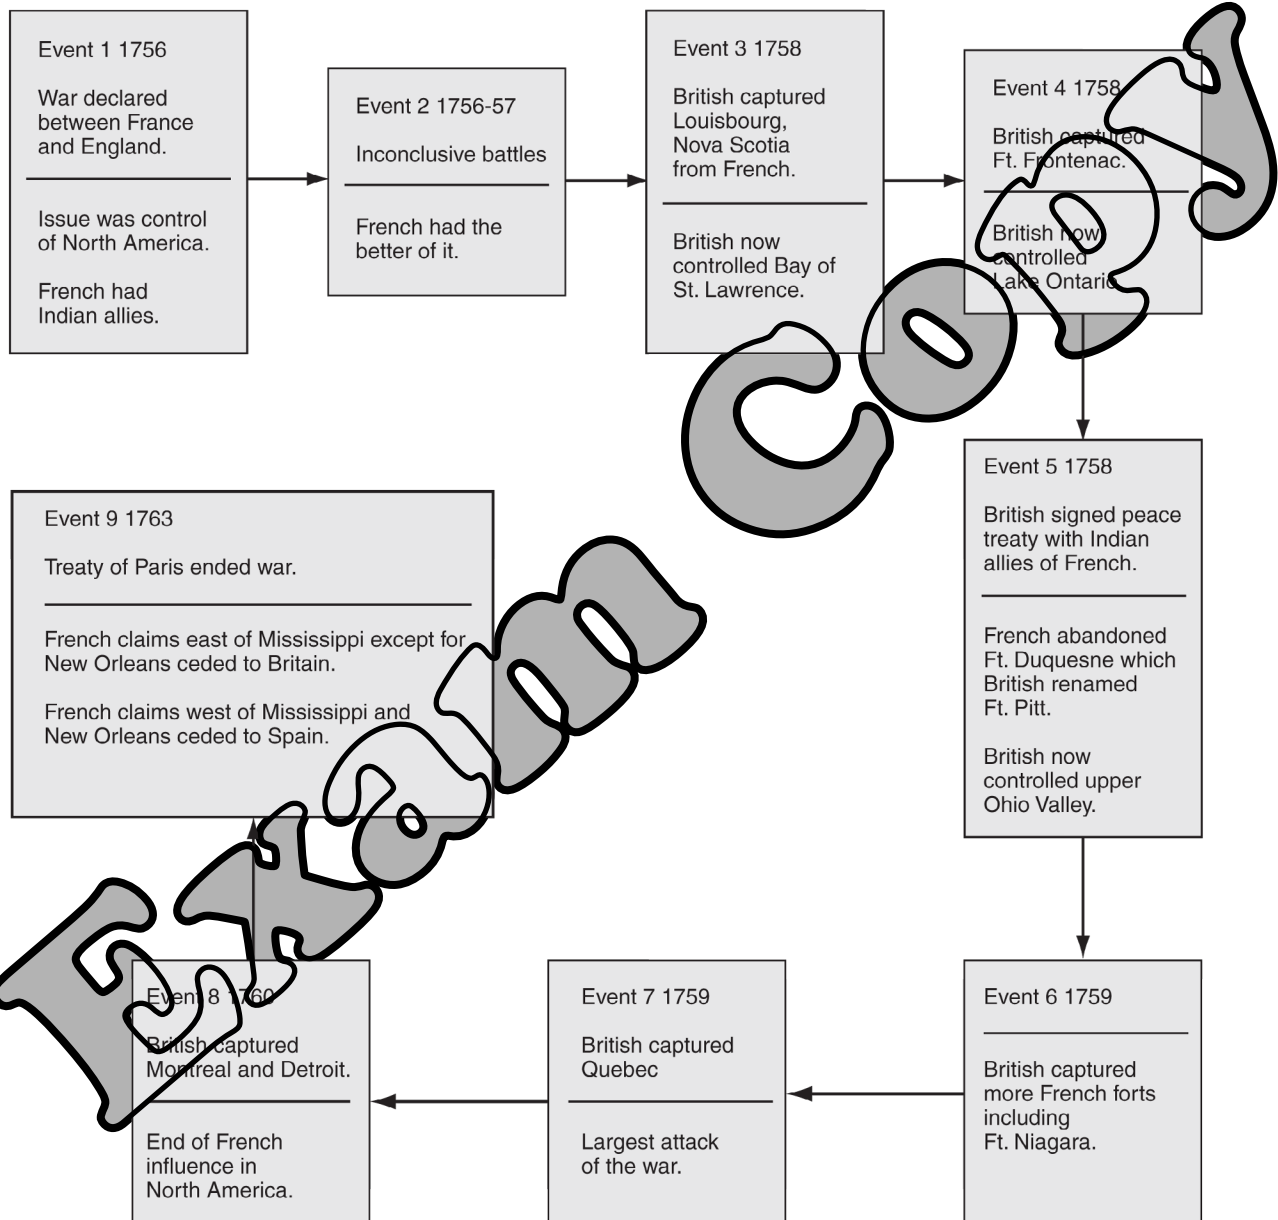 Event 1 1756
War declared
between France
and England.
Issue was control
of North America.
French had
Indian allies.
Event 2 1756-57
Inconclusive battles
French had the
better of it.
Event 3 1758
British captured
Louisbourg,
Nova Scotia
from French.
British now
controlled Bay of
St. Lawrence.
Event 4 1758
British captured
Ft. Frontenac.
British now
controlled
Lake Ontario.
Event 5 1758
British signed peace
treaty with Indian
allies of French.
French abandoned
Ft. Duquesne which
British renamed
Ft. Pitt.
British now
controlled upper
Ohio Valley.
Event 6 1759
British captured
more French forts
including
Ft. Niagara.
Event 7 1759
British captured
Quebec
Largest attack
of the war.
Event 8 1760
British captured
Montreal and Detroit.
End of French
influence in
North America.
Event 9 1763
Treaty of Paris ended war.
French claims east of Mississippi except for
New Orleans ceded to Britain.
French claims west of Mississippi and
New Orleans ceded to Spain.
Exam Copy